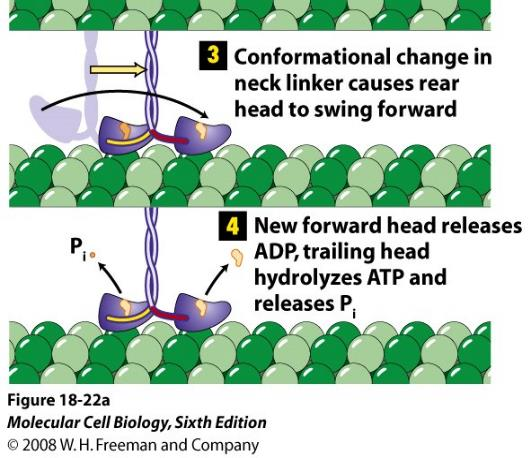 3 Conformational change in
neck linker causes rear
head to swing forward
4 New forward head releases
ADP, trailing head
hydrolyzes ATP and
releases Pi
Pi
Figure 18-22a
Molecular Cell Biology, Sixth Edition
© 2008 W. H. Freeman and Company